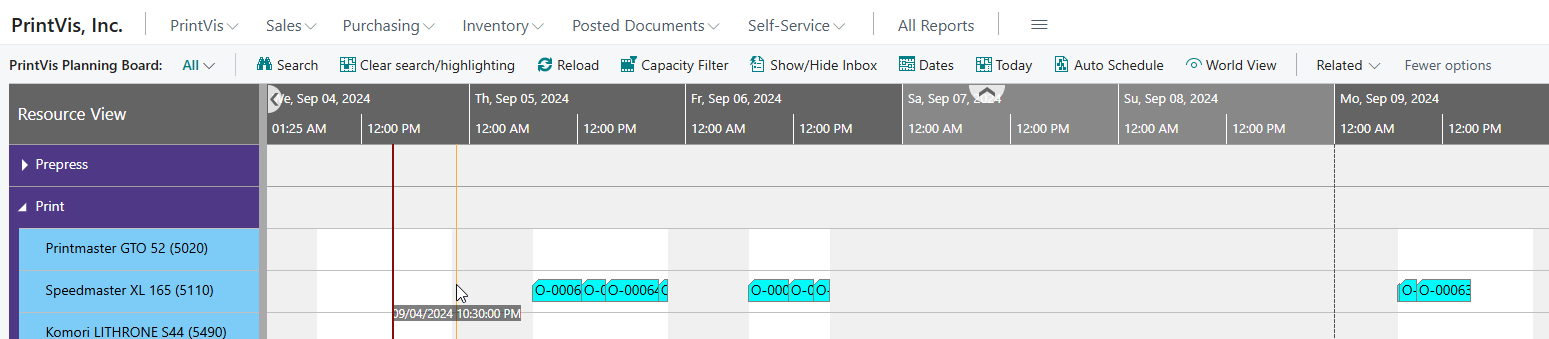 PrintVis, Inc. PrintVis Sales Purchasing Inventory Posted Documents Self-Service All Reports
PrintVis Planning Board: All Search Clear search/highlighting Reload Capacity Filter Show/Hide Inbox Dates Today Auto Schedule World View Related Fewer options
Resource View
e, Sep 04, 2024 Th, Sep 05, 2024 Fr, Sep 06, 2024 Sa, Sep 07, 2024 Su, Sep 08, 2024 Mo, Sep 09, 2024
01:25 AM 12:00 PM 12:00 AM 12:00 PM 12:00 AM 12:00 PM 12:00 AM 12:00 PM 12:00 AM 12:00 PM 12:00 AM 12:00 PM
Prepress
Print
Printmaster GTO 52 (5020)
Speedmaster XL 165 (5110) O-0006 O-0 O-00064 O-000 O-0 O- O- O-00063
09/04/2024 10:30:00 PM
Komori LITHRONE S44 (5490)